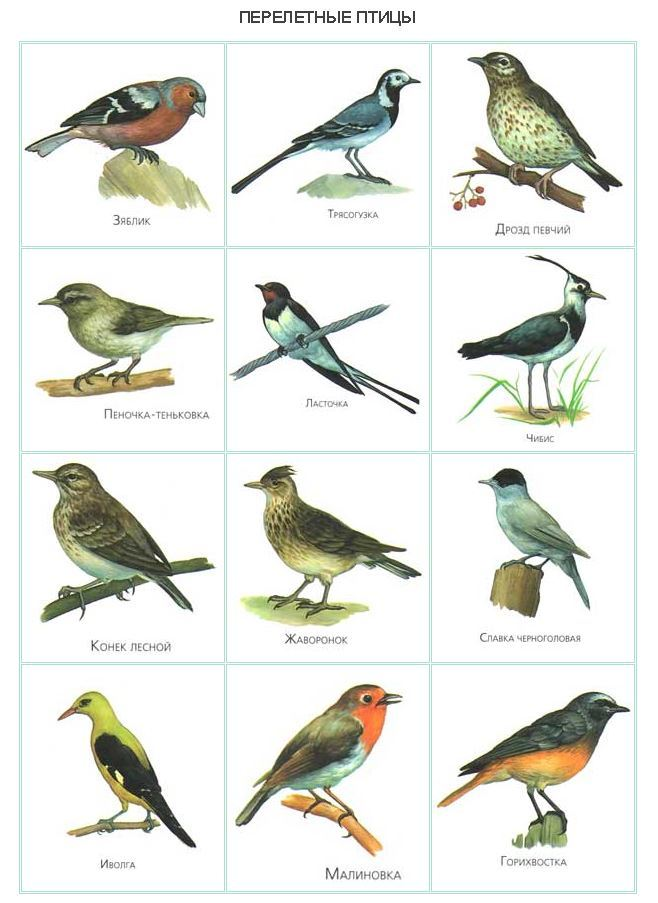 ПЕРЕЛЕТНЫЕ ПТИЦЫ
Зяблик
Трясогузка
Дрозд певчий
Пеночка-теньковка
Ласточка
Чибис
Конек лесной
Жаворонок
Славка черноголовая
Иволга
Малиновка
Горихвостка